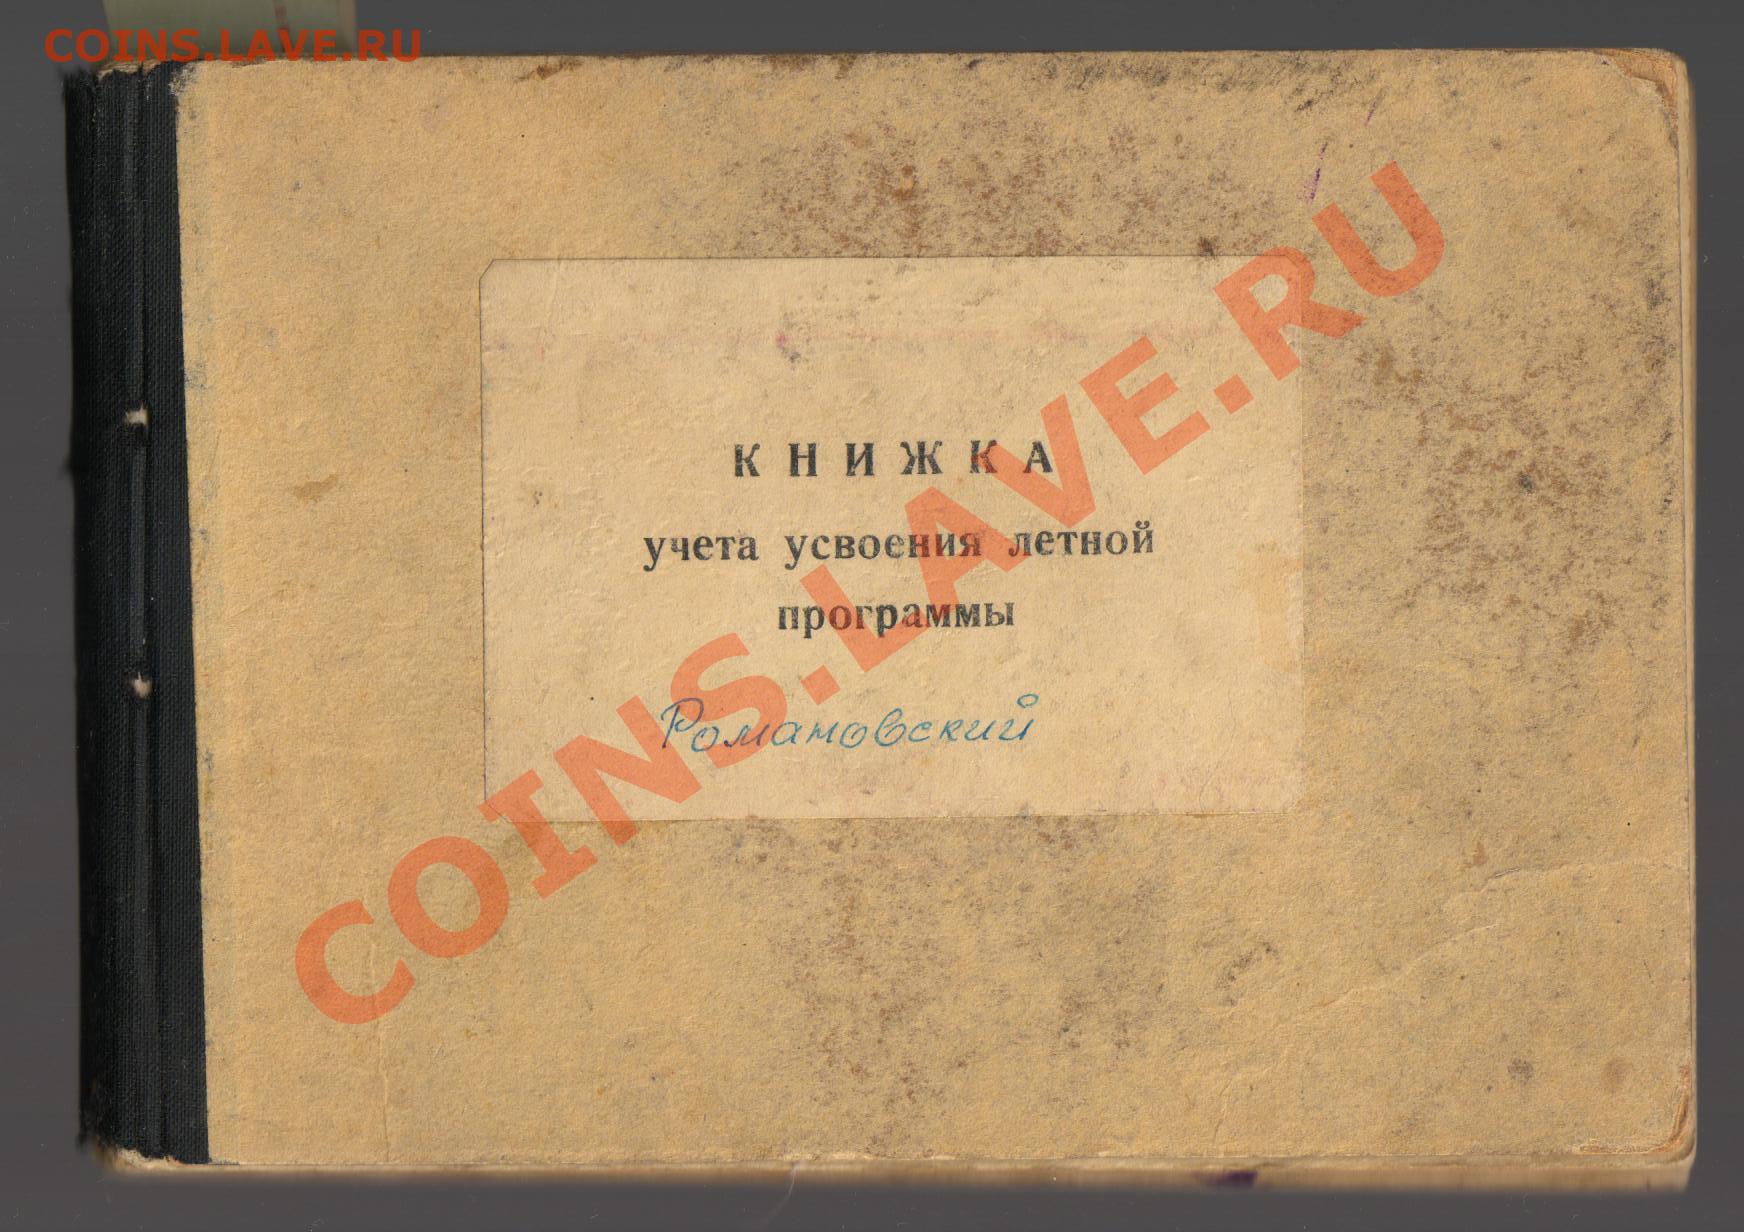 COINS.LAVE.RU
КНИЖКА
учета усвоения летной
программы
Романовский
COINS.LAVE.RU